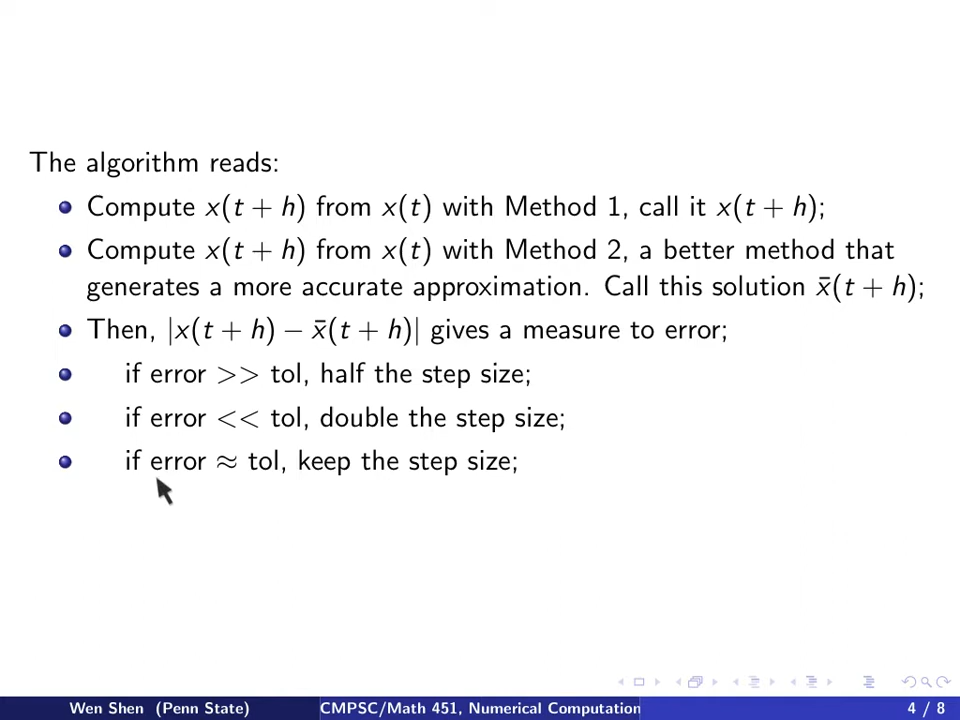 The algorithm reads:
Compute x(t + h) from x(t) with Method 1, call it x(t + h);
Compute x(t + h) from x(t) with Method 2, a better method that
generates a more accurate approximation. Call this solution x̄(t + h);
Then, |x(t + h) − x̄(t + h)| gives a measure to error;
if error >> tol, half the step size;
if error << tol, double the step size;
if error ≈ tol, keep the step size;
Wen Shen (Penn State)
CMPSC/Math 451, Numerical Computation
4 / 8